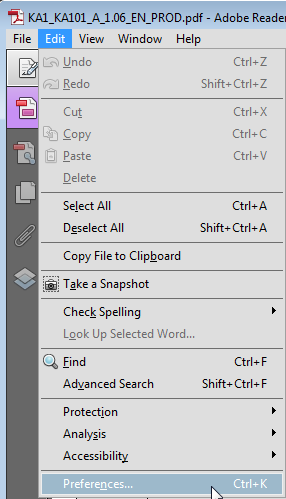 KA1_KA101_A_1.06_EN_PROD.pdf - Adobe Reader
File Edit View Window Help
Undo Ctrl+Z
Redo Shift+Ctrl+Z
Cut Ctrl+X
Copy Ctrl+C
Paste Ctrl+V
Delete
Select All Ctrl+A
Deselect All Shift+Ctrl+A
Copy File to Clipboard
Take a Snapshot
Check Spelling
Look Up Selected Word...
Find Ctrl+F
Advanced Search Shift+Ctrl+F
Protection
Analysis
Accessibility
Preferences... Ctrl+K